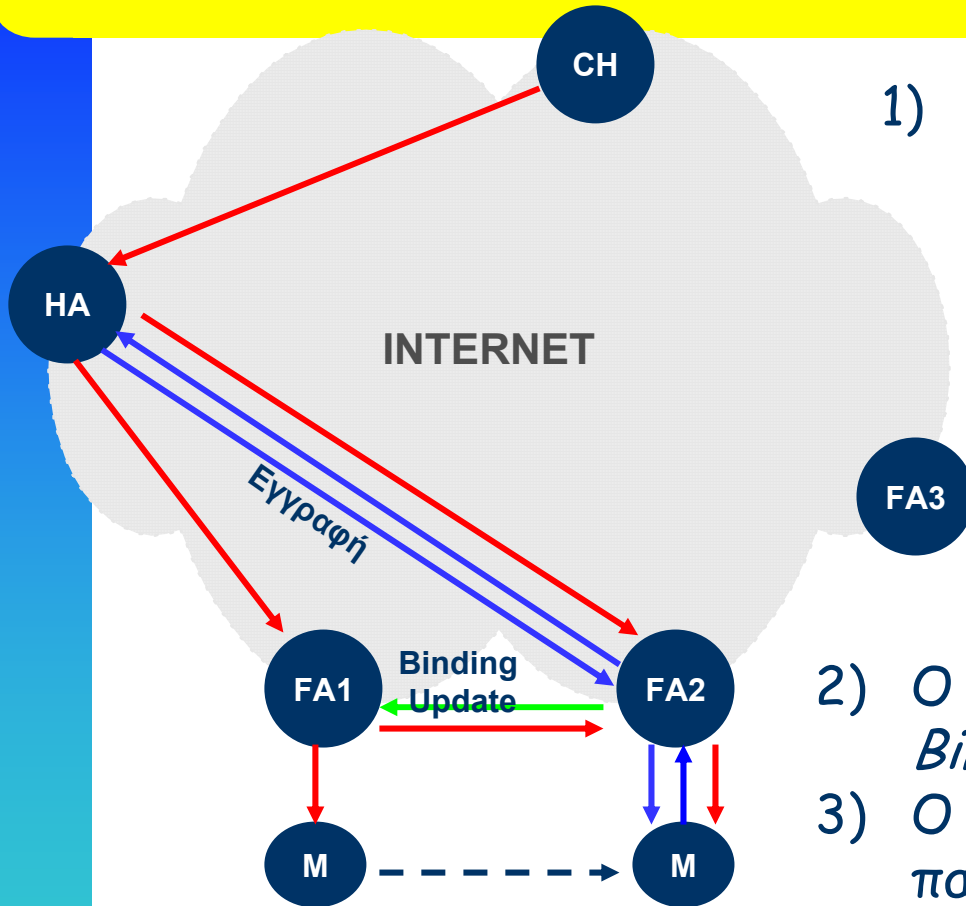 CH
1)
HA
INTERNET
Εγγραφή
FA3
Binding
Update
FA1
FA2
2) Ο
3) Ο
M
M